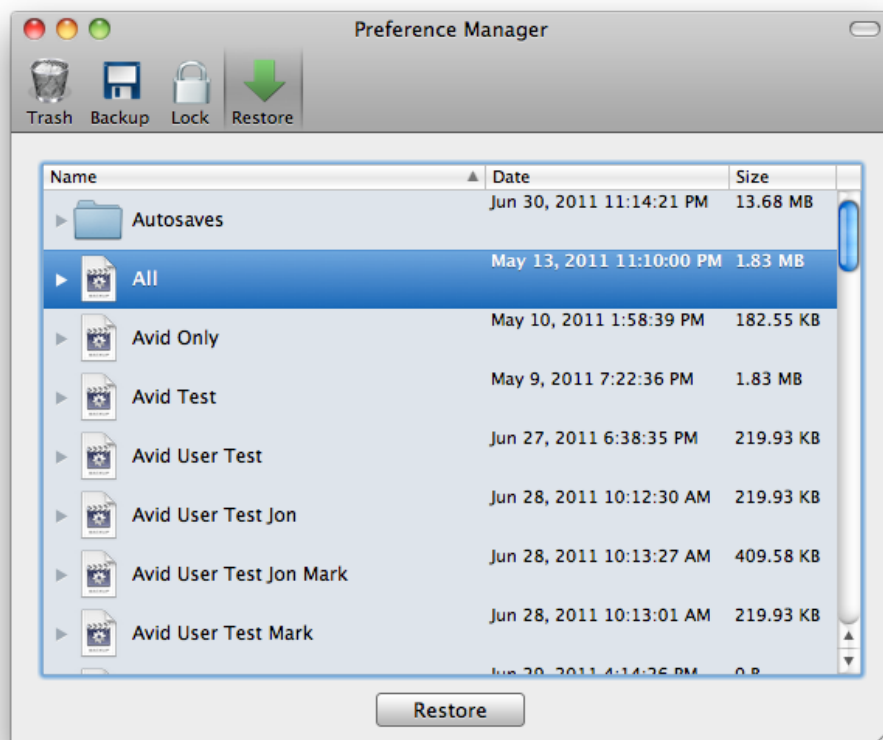 Preference Manager
Trash Backup Lock Restore
Name Date Size
Autosaves Jun 30, 2011 11:14:21 PM 13.68 MB
All May 13, 2011 11:10:00 PM 1.83 MB
Avid Only May 10, 2011 1:58:39 PM 182.55 KB
Avid Test May 9, 2011 7:22:36 PM 1.83 MB
Avid User Test Jun 27, 2011 6:38:35 PM 219.93 KB
Avid User Test Jon Jun 28, 2011 10:12:30 AM 219.93 KB
Avid User Test Jon Mark Jun 28, 2011 10:13:27 AM 409.58 KB
Avid User Test Mark Jun 28, 2011 10:13:01 AM 219.93 KB
2011 4:14:26 PM
Restore